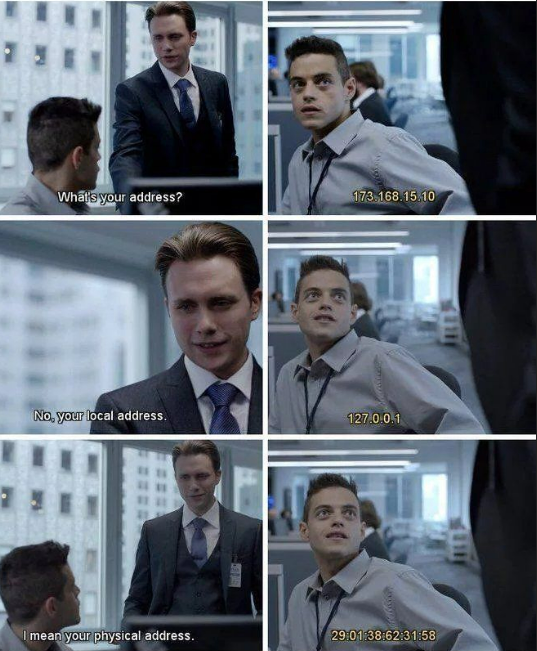 What's your address?
173.168.15.10
No, your local address.
127.0.0.1
I mean your physical address.
29:01:38:62:31:58